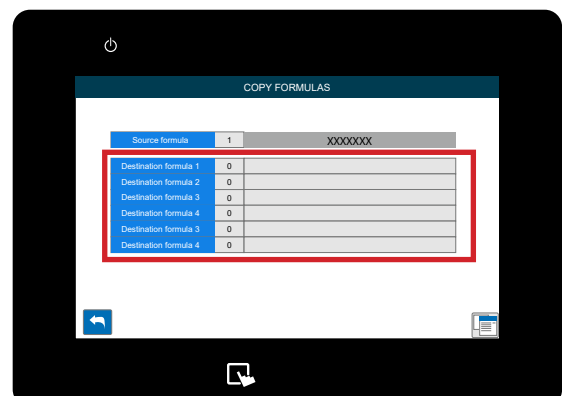 COPY FORMULAS
Source formula 1 XXXXXXX
Destination formula 1 0
Destination formula 2 0
Destination formula 3 0
Destination formula 4 0
Destination formula 3 0
Destination formula 4 0